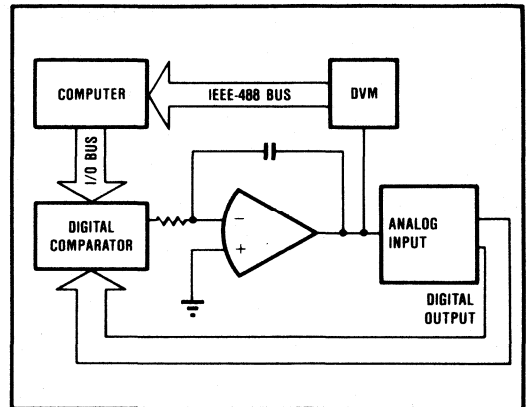 COMPUTER
IEEE-488 BUS
DVM
I/O BUS
DIGITAL
COMPARATOR
−
+
ANALOG
INPUT
DIGITAL
OUTPUT